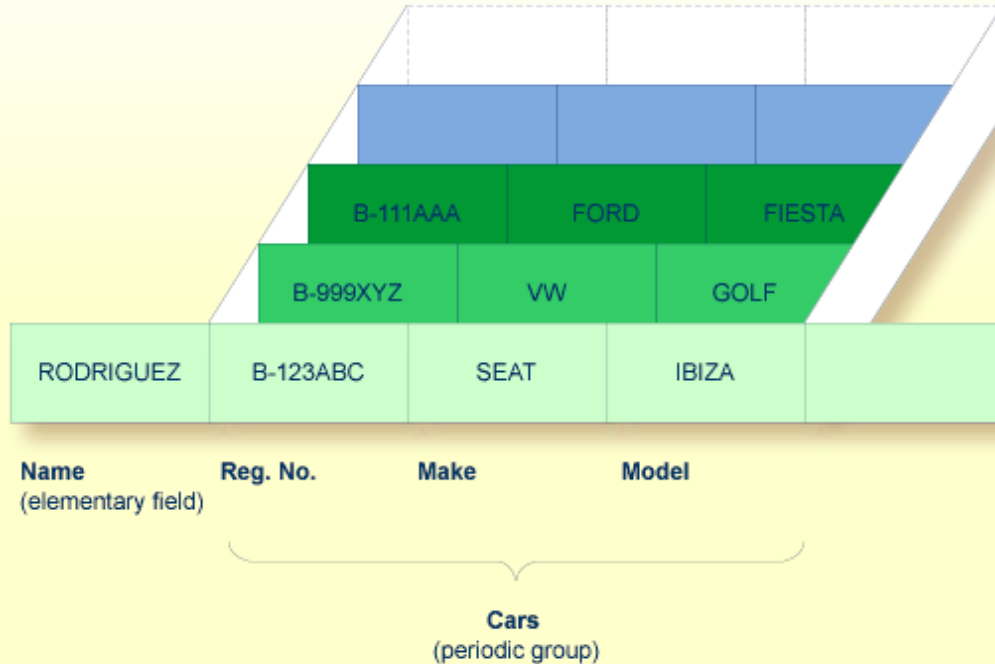 B-111AAA FORD FIESTA
B-999XYZ VW GOLF
RODRIGUEZ B-123ABC SEAT IBIZA
Name Reg. No. Make Model
(elementary field)
Cars
(periodic group)